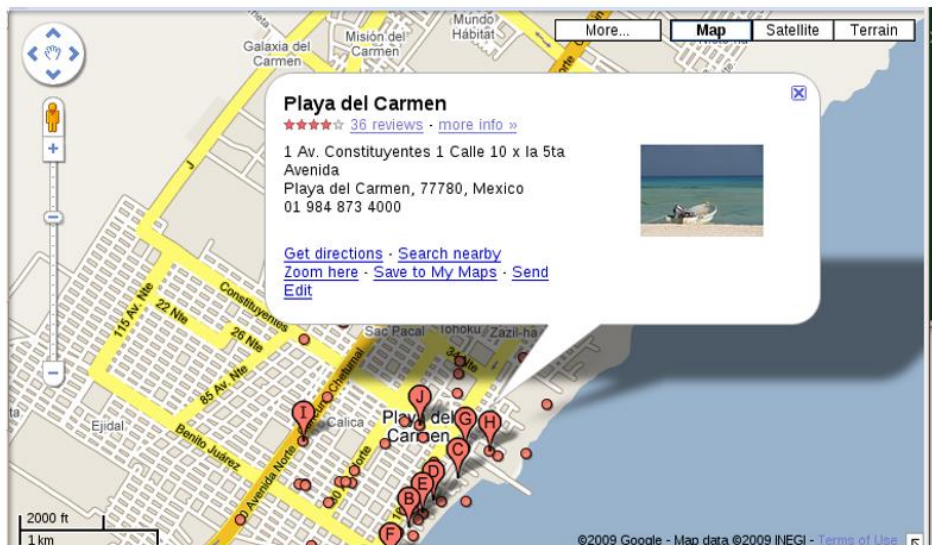 More...
Map
Satellite
Terrain
Mundo
Hábitat
Misión del
Carmen
Galaxia del
Carmen
Playa del Carmen
36 reviews - more info »
1 Av. Constituyentes 1 Calle 10 x la 5ta
Avenida
Playa del Carmen, 77780, Mexico
01 984 873 4000
Get directions - Search nearby
Zoom here - Save to My Maps - Send
Edit
J
Constituyentes
115 Av. Nte
22 Nte
26 Nte
85 Av. Nte
Sac Pacal
Tohoku
Zazil-ha
34 Nte
Chetumal
Ejidal
Calica
Benito Juárez
Playa del
Carmen
0 Avenida Norte
I
J
G
H
C
D
E
B
F
2000 ft
1 km
©2009 Google - Map data ©2009 INEGI - Terms of Use